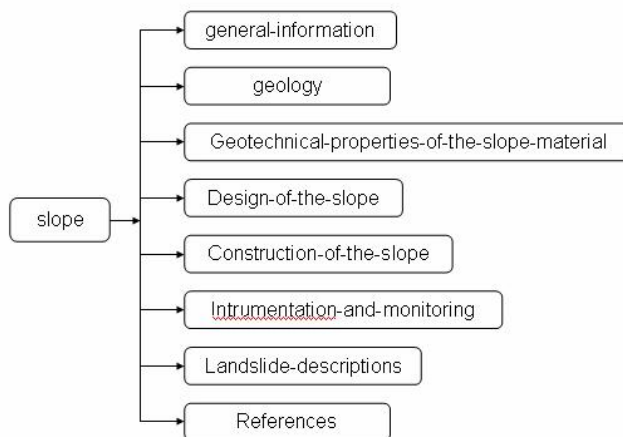 general-information
geology
Geotechnical-properties-of-the-slope-material
slope
Design-of-the-slope
Construction-of-the-slope
Intrumentation-and-monitoring
Landslide-descriptions
References